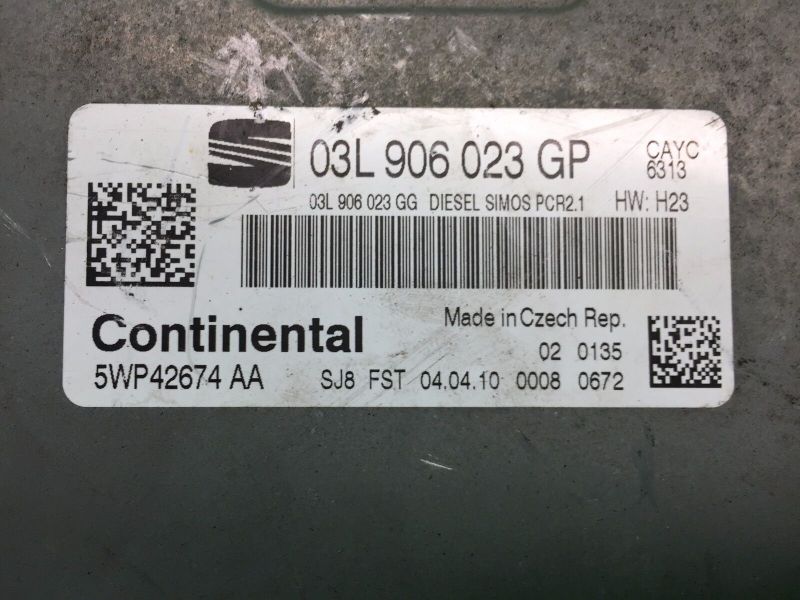 03L 906 023 GP CAYC
6313
03L 906 023 GG DIESEL SIMOS PCR2.1 HW: H23
Continental Made in Czech Rep.
02 0135
5WP42674 AA SJ8 FST 04.04.10 0008 0672